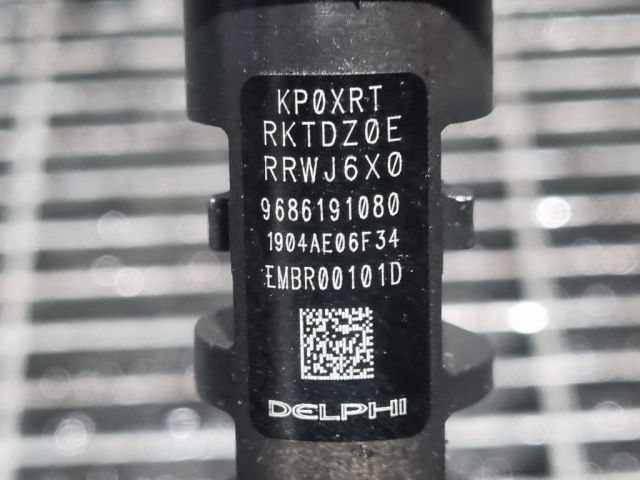 KP0XRT
RKTDZ0E
RRWJ6X0
9686191080
1904AE06F34
EMBR00101D
DELPHI